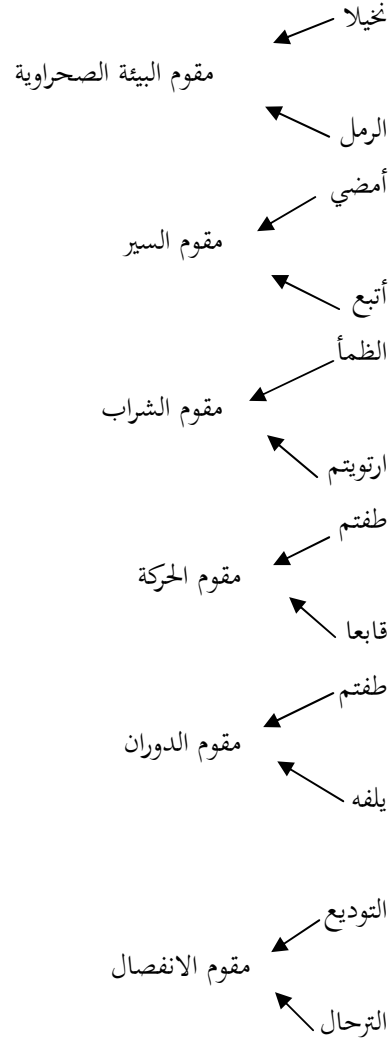 نخيلا
مقوم البيئة الصحراوية
الرمل
أمضي
مقوم السير
أتبع
الظمأ
مقوم الشراب
ارتويتم
طفتم
مقوم الحركة
قابعا
طفتم
مقوم الدوران
يلفه
التوديع
مقوم الانفصال
الترحال